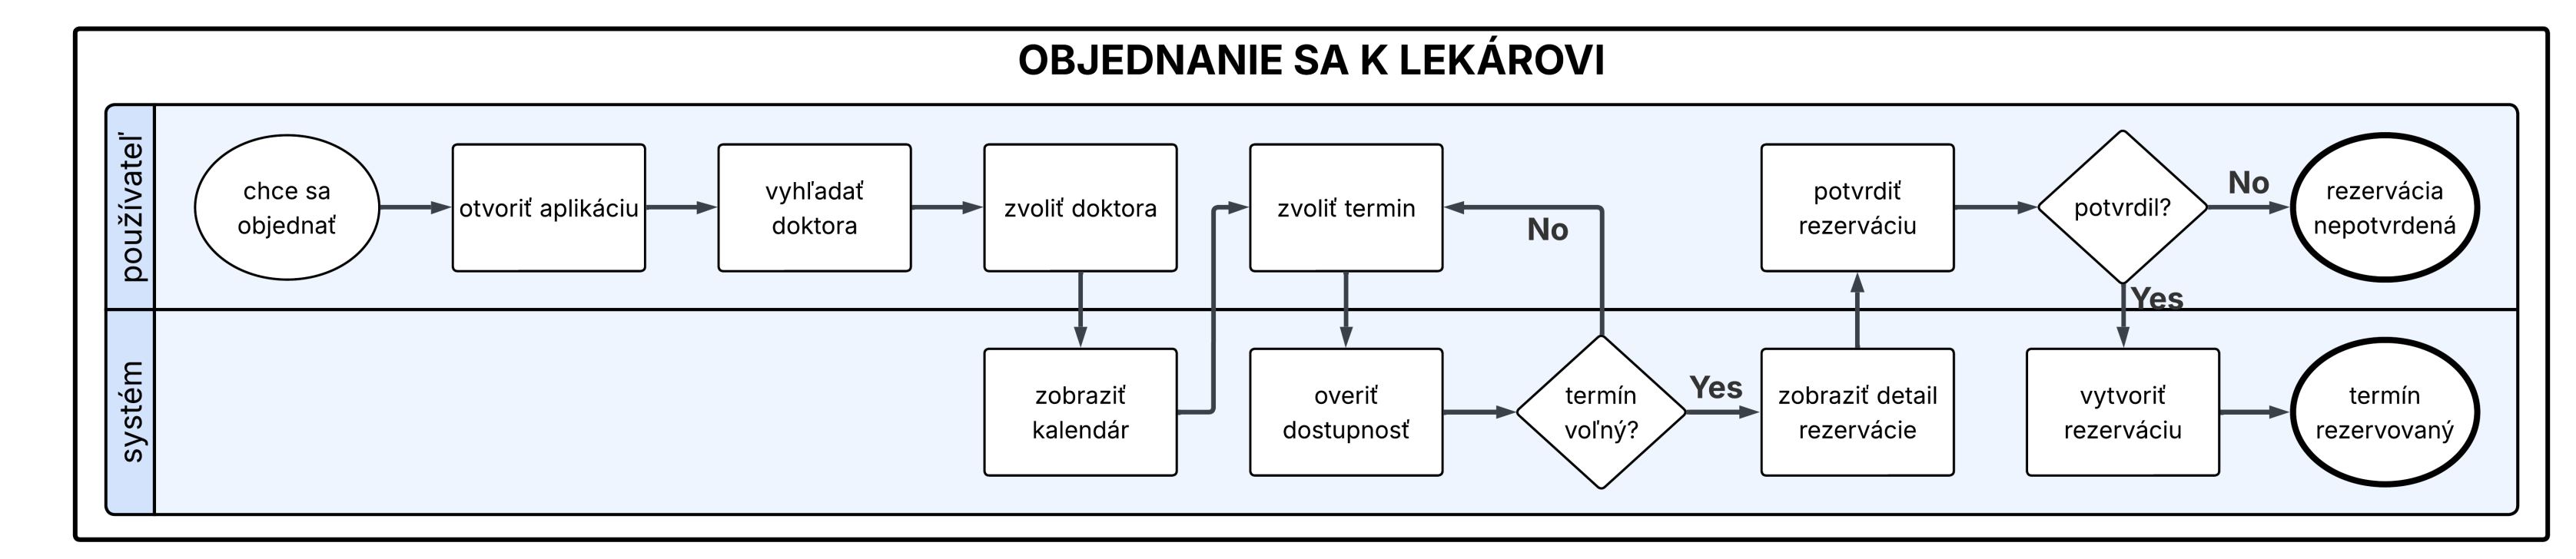 OBJEDNANIE SA K LEKÁROVI
používateľ
chce sa
objednať
otvoriť aplikáciu
vyhľadať
doktora
zvoliť doktora
zvoliť termin
No
potvrdiť
rezerváciu
potvrdil?
No
rezervácia
nepotvrdená
Yes
systém
zobraziť
kalendár
overiť
dostupnosť
termín
voľný?
Yes
zobraziť detail
rezervácie
vytvoriť
rezerváciu
termín
rezervovaný